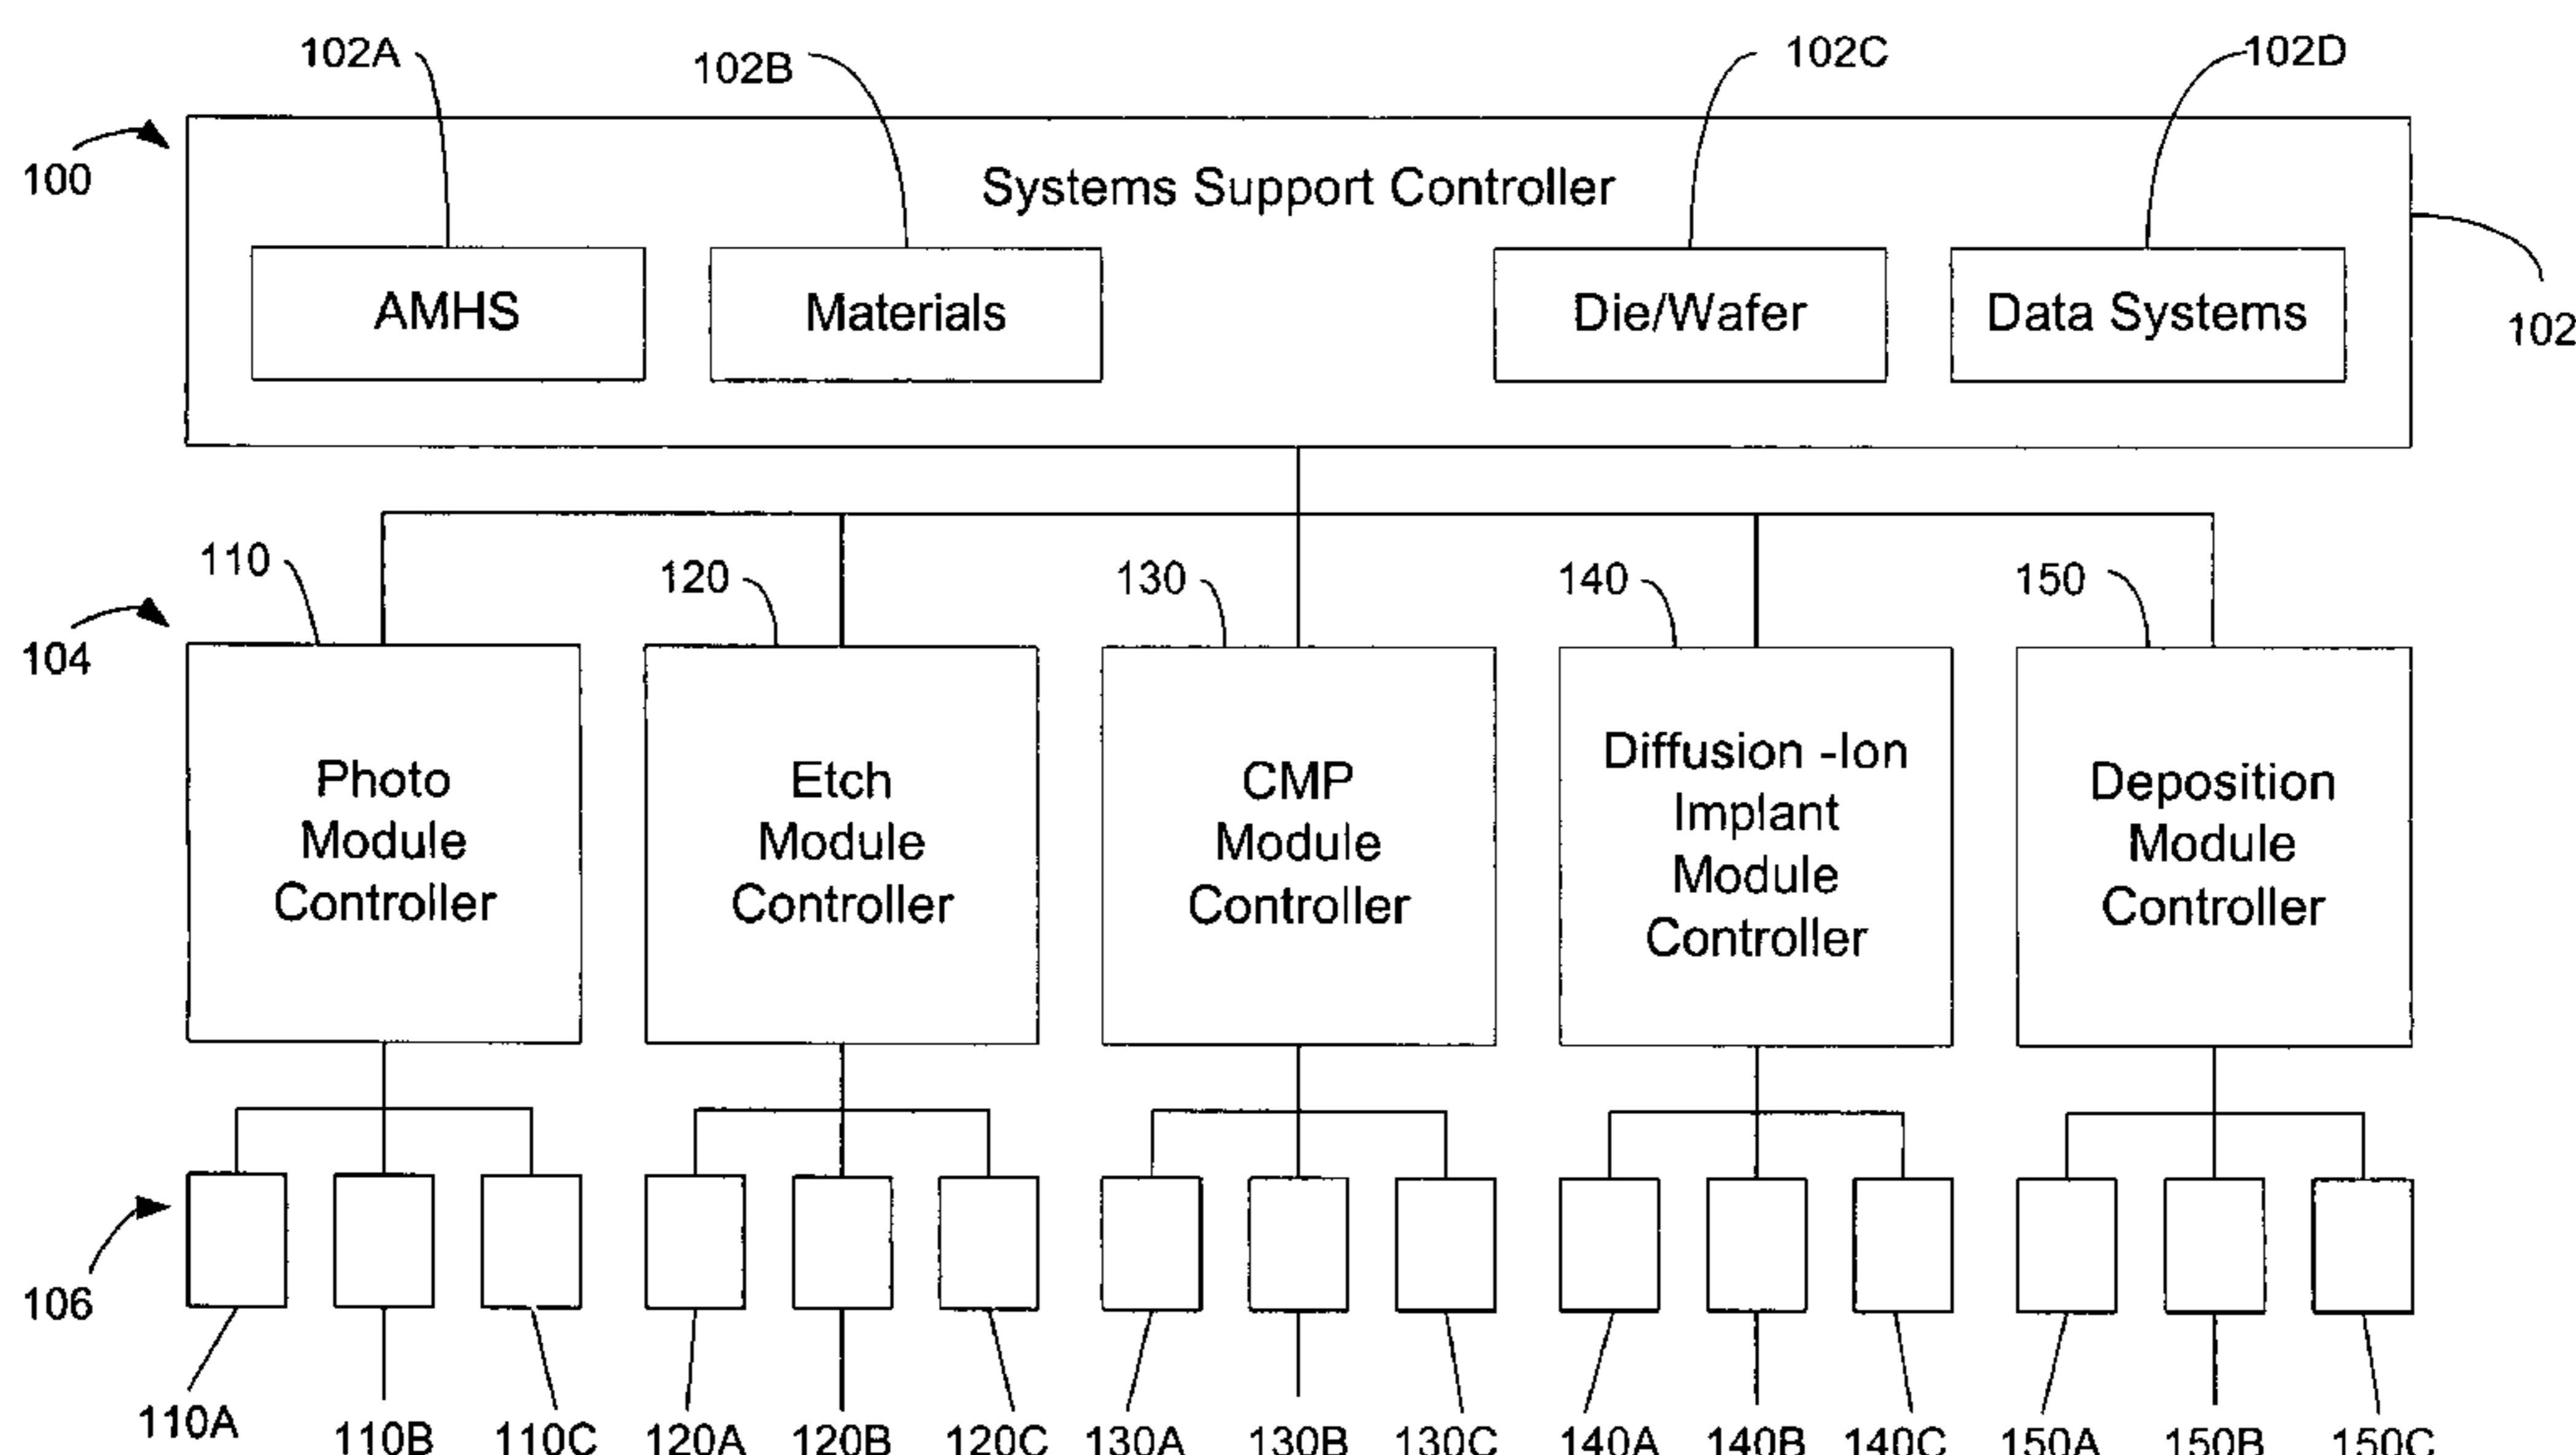 102A
102B
102C
102D
100
Systems Support Controller
AMHS
Materials
Die/Wafer
Data Systems
102
110
120
130
140
150
104
Photo
Module
Controller
Etch
Module
Controller
CMP
Module
Controller
Diffusion -Ion
Implant
Module
Controller
Deposition
Module
Controller
106
110A
110B
110C
120A
120B
120C
130A
130B
130C
140A
140B
140C
150A
150B
150C